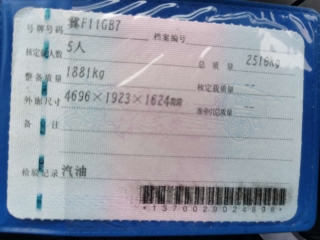 号牌号码 冀F11GB7 档案编号
核定载人数 5人 总质量 2516kg
整备质量 1881kg 核定载质量 --
外廓尺寸 4696×1923×1624 准牵引总质量 --
备注
检验记录 汽油